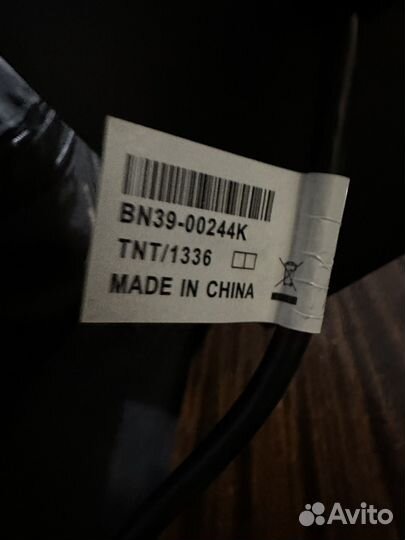 BN39-00244K
TNT/1336
MADE IN CHINA
Avito